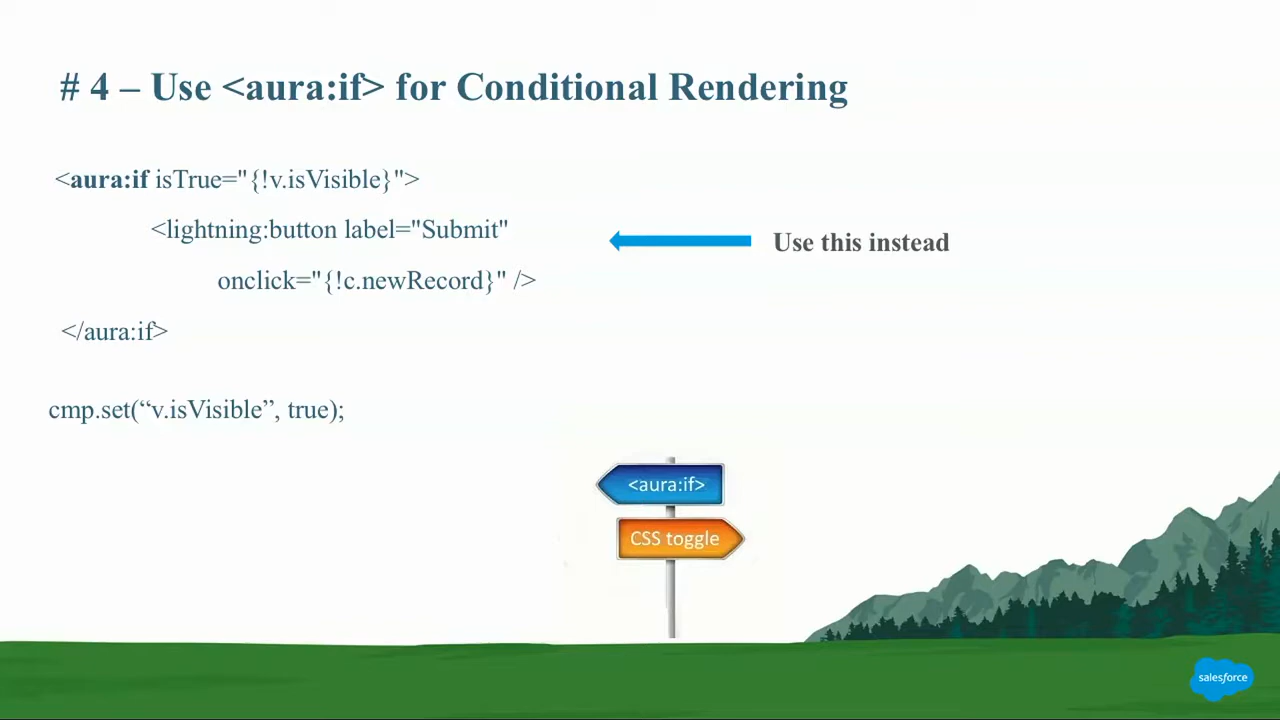 # 4 – Use <aura:if> for Conditional Rendering
<aura:if isTrue="{!v.isVisible}">
<lightning:button label="Submit"
Use this instead
onclick="{!c.newRecord}" />
</aura:if>
cmp.set(“v.isVisible”, true);
<aura:if>
CSS toggle
salesforce